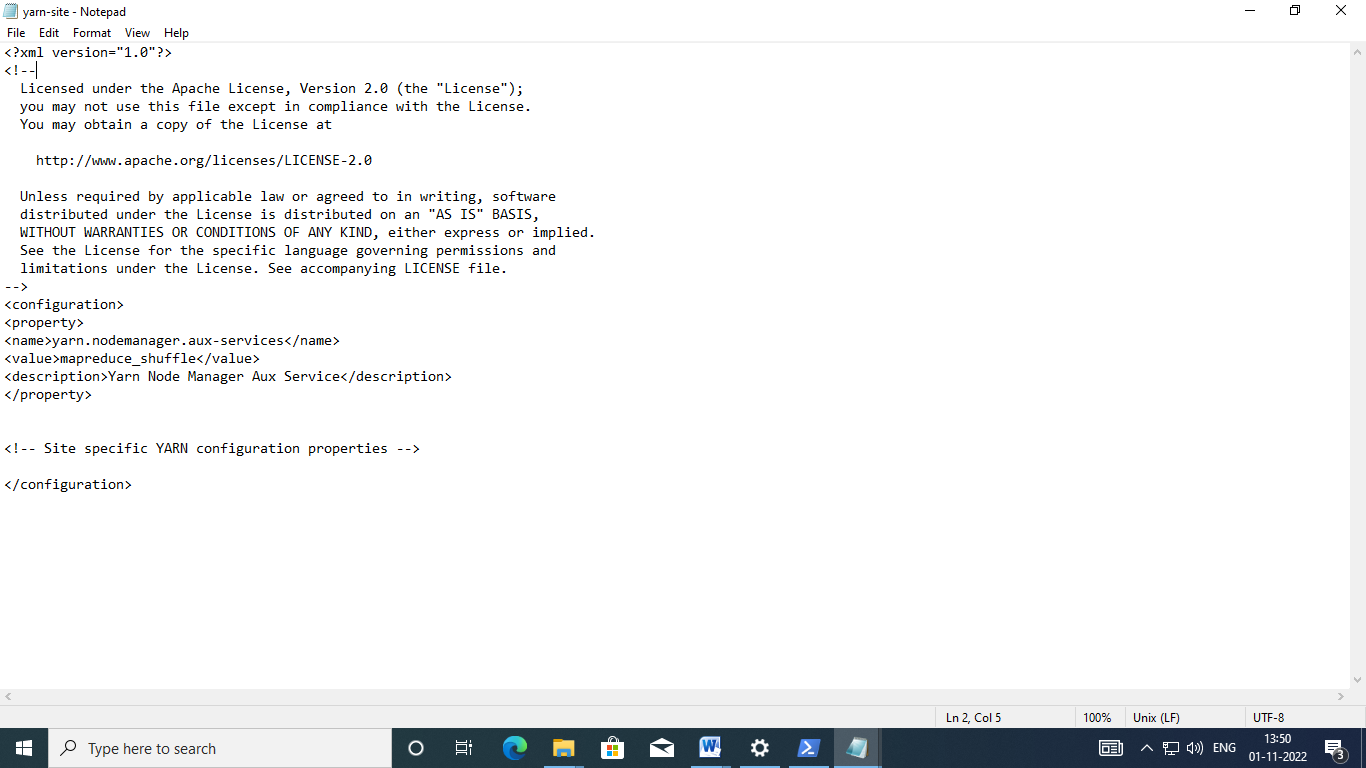 yarn-site - Notepad
File Edit Format View Help
<?xml version="1.0"?>
<!--
  Licensed under the Apache License, Version 2.0 (the "License");
  you may not use this file except in compliance with the License.
  You may obtain a copy of the License at

    http://www.apache.org/licenses/LICENSE-2.0

  Unless required by applicable law or agreed to in writing, software
  distributed under the License is distributed on an "AS IS" BASIS,
  WITHOUT WARRANTIES OR CONDITIONS OF ANY KIND, either express or implied.
  See the License for the specific language governing permissions and
  limitations under the License. See accompanying LICENSE file.
-->
<configuration>
<property>
<name>yarn.nodemanager.aux-services</name>
<value>mapreduce_shuffle</value>
<description>Yarn Node Manager Aux Service</description>
</property>


<!-- Site specific YARN configuration properties -->

</configuration>
Ln 2, Col 5 100% Unix (LF) UTF-8
Type here to search
ENG
13:50
01-11-2022
3